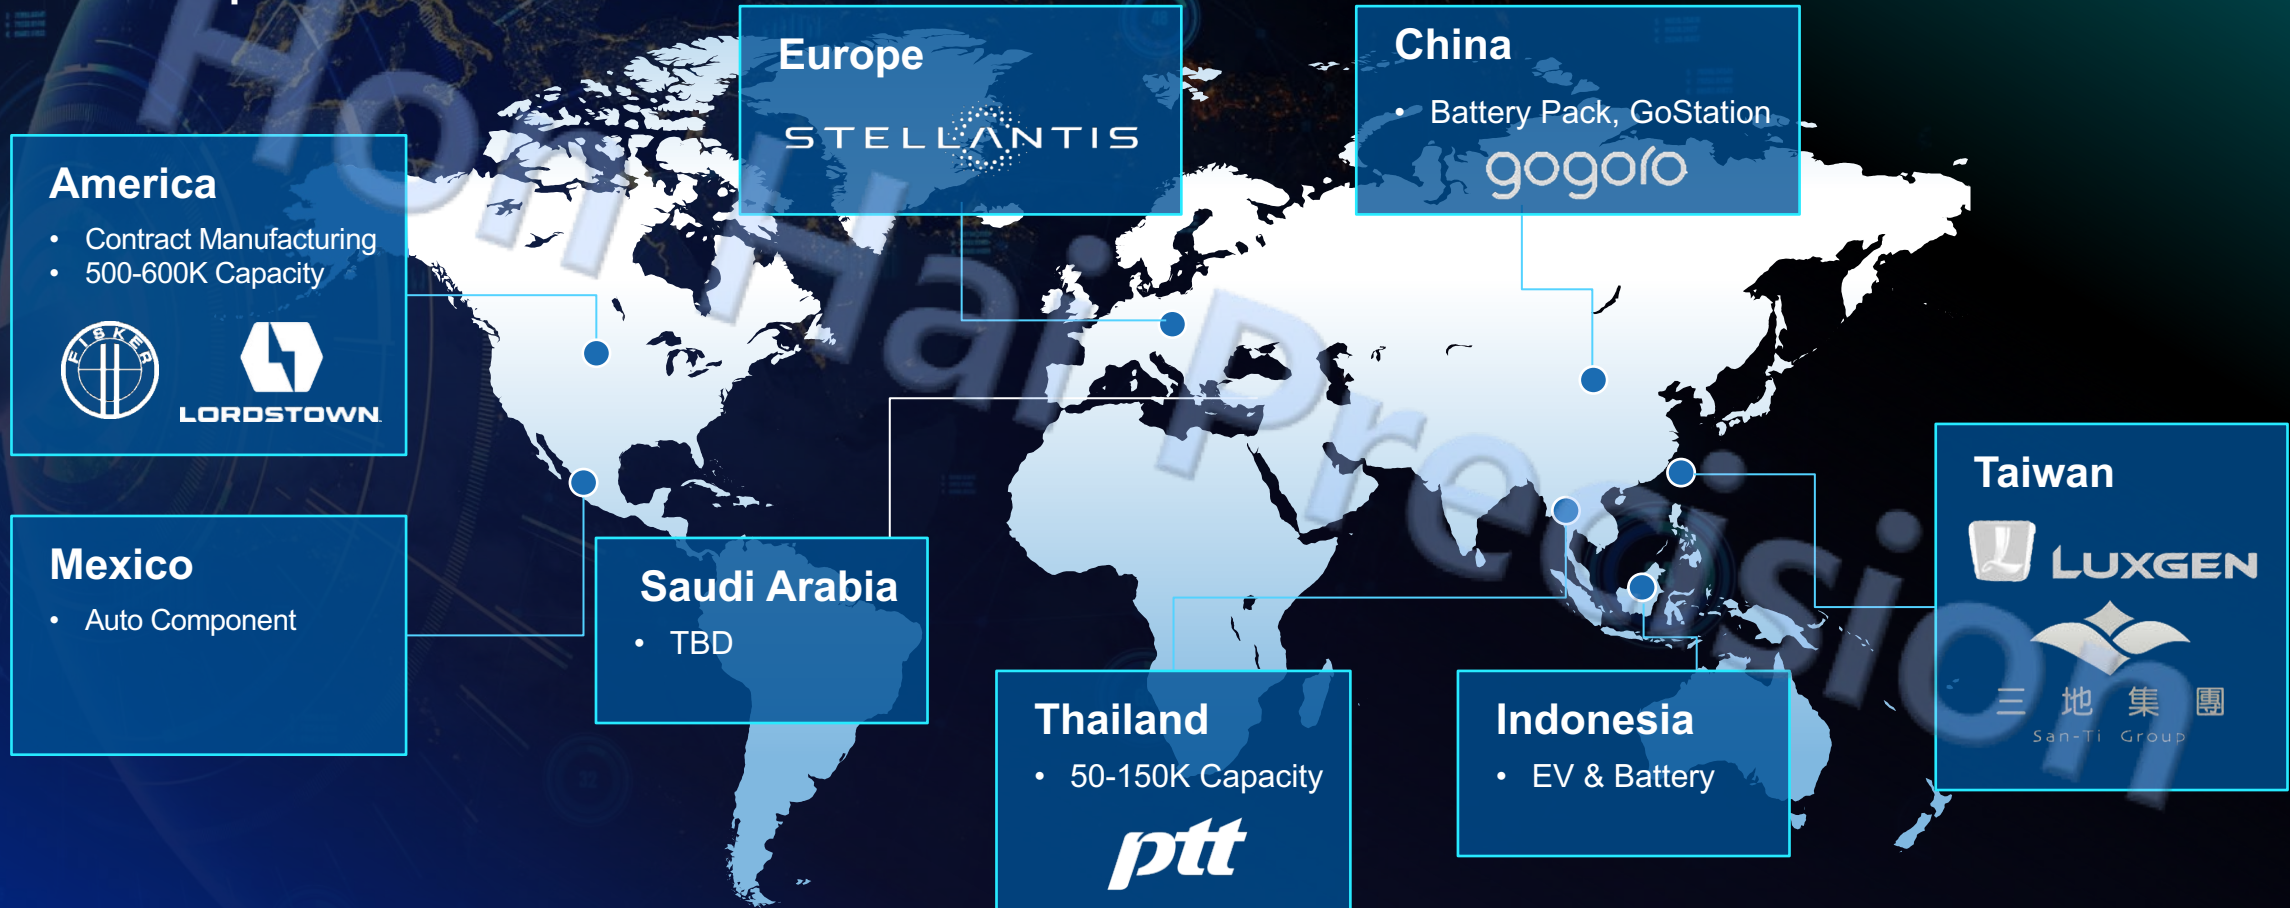 Europe
STELLANTIS
China
• Battery Pack, GoStation
gogoro
America
• Contract Manufacturing
• 500-600K Capacity
FISKER
LORDSTOWN
Mexico
• Auto Component
Saudi Arabia
• TBD
Thailand
• 50-150K Capacity
ptt
Indonesia
• EV & Battery
Taiwan
LUXGEN
三地集團
San-Ti Group
Hon Hai Precision